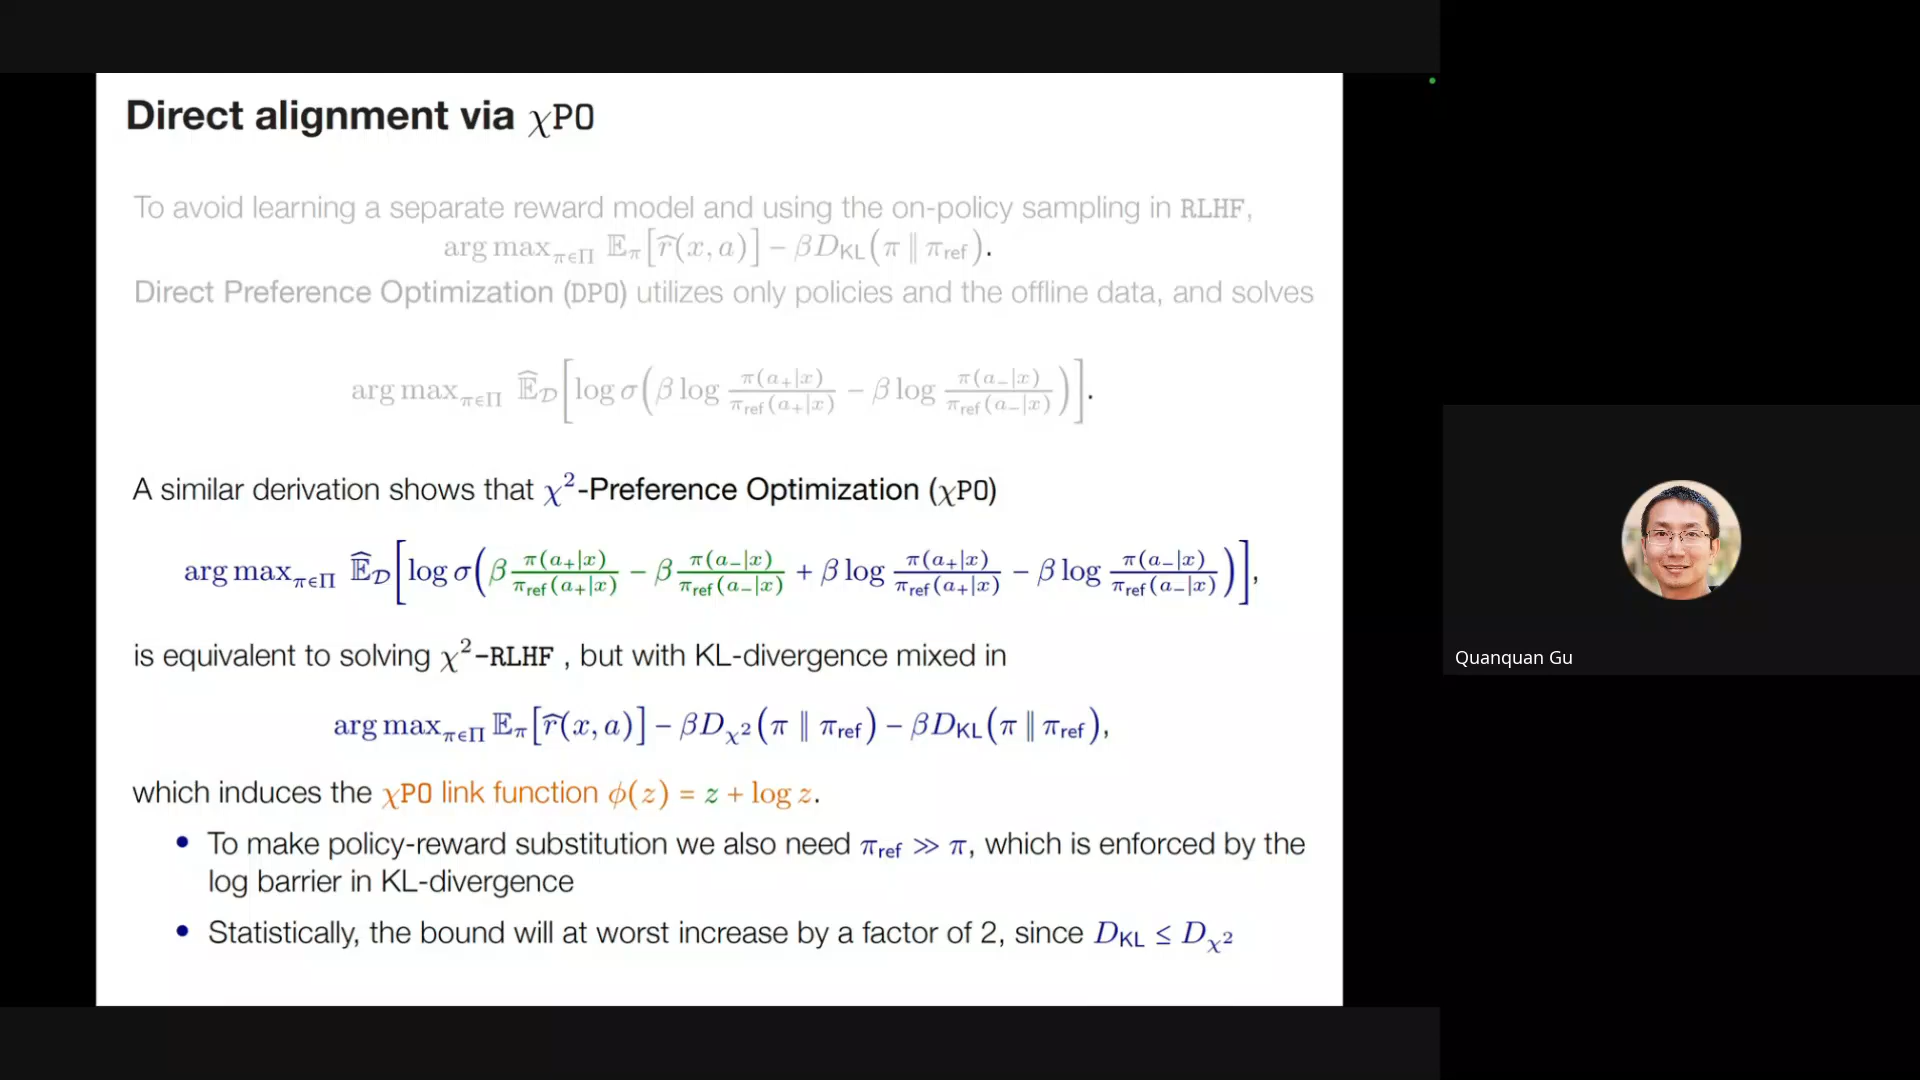 Direct alignment via χPO
To avoid learning a separate reward model and using the on-policy sampling in RLHF,
arg max_{π∈Π} 𝔼_π[r̂(x, a)] − βD_KL(π ∥ π_ref).
Direct Preference Optimization (DPO) utilizes only policies and the offline data, and solves
arg max_{π∈Π} 𝔼̂_𝒟[log σ(β log π(a₊|x)/π_ref(a₊|x) − β log π(a₋|x)/π_ref(a₋|x))].
A similar derivation shows that χ²-Preference Optimization (χPO)
arg max_{π∈Π} 𝔼̂_𝒟[log σ(β π(a₊|x)/π_ref(a₊|x) − β π(a₋|x)/π_ref(a₋|x) + β log π(a₊|x)/π_ref(a₊|x) − β log π(a₋|x)/π_ref(a₋|x))],
is equivalent to solving χ²-RLHF , but with KL-divergence mixed in
arg max_{π∈Π} 𝔼_π[r̂(x, a)] − βD_{χ²}(π ∥ π_ref) − βD_KL(π ∥ π_ref),
which induces the χPO link function ϕ(z) = z + log z.
• To make policy-reward substitution we also need π_ref ≫ π, which is enforced by the
log barrier in KL-divergence
• Statistically, the bound will at worst increase by a factor of 2, since D_KL ≤ D_{χ²}
Quanquan Gu